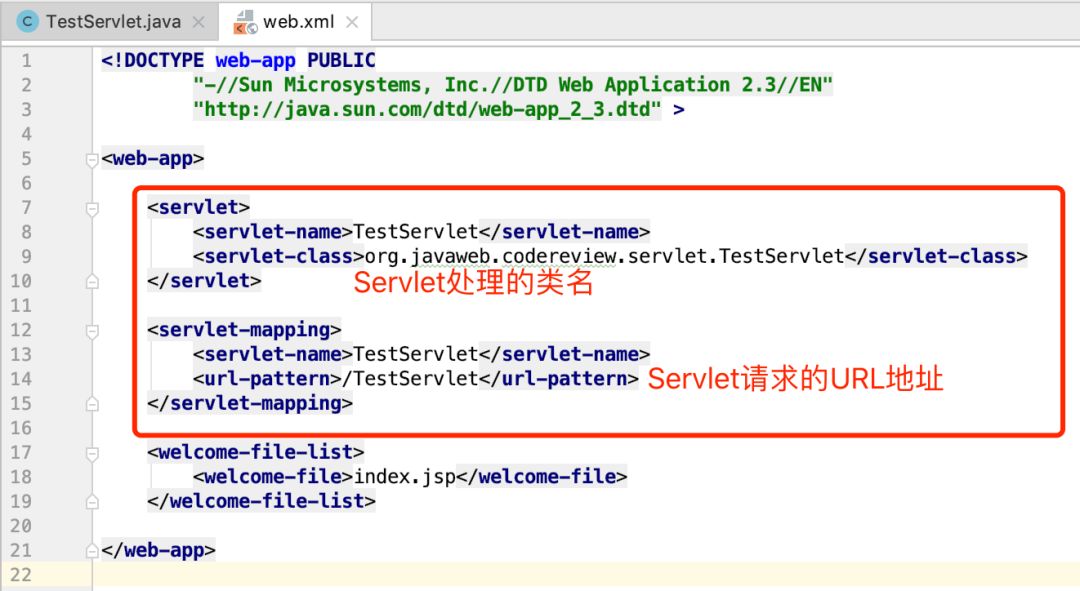 TestServlet.java
web.xml
1 <!DOCTYPE web-app PUBLIC
2 "-//Sun Microsystems, Inc.//DTD Web Application 2.3//EN"
3 "http://java.sun.com/dtd/web-app_2_3.dtd" >
4
5 <web-app>
6
7 <servlet>
8 <servlet-name>TestServlet</servlet-name>
9 <servlet-class>org.javaweb.codereview.servlet.TestServlet</servlet-class>
10 </servlet> Servlet处理的类名
11
12 <servlet-mapping>
13 <servlet-name>TestServlet</servlet-name>
14 <url-pattern>/TestServlet</url-pattern> Servlet请求的URL地址
15 </servlet-mapping>
16
17 <welcome-file-list>
18 <welcome-file>index.jsp</welcome-file>
19 </welcome-file-list>
20
21 </web-app>
22